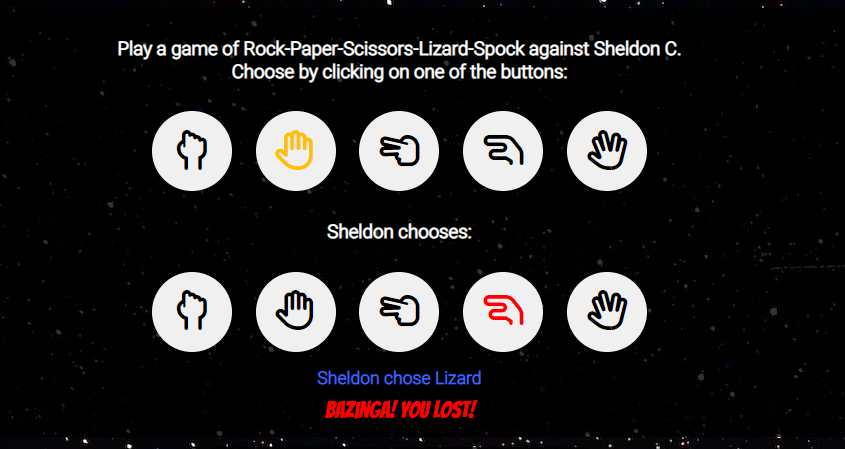 Play a game of Rock-Paper-Scissors-Lizard-Spock against Sheldon C.
Choose by clicking on one of the buttons:
Sheldon chooses:
Sheldon chose Lizard
BAZINGA! YOU LOST!